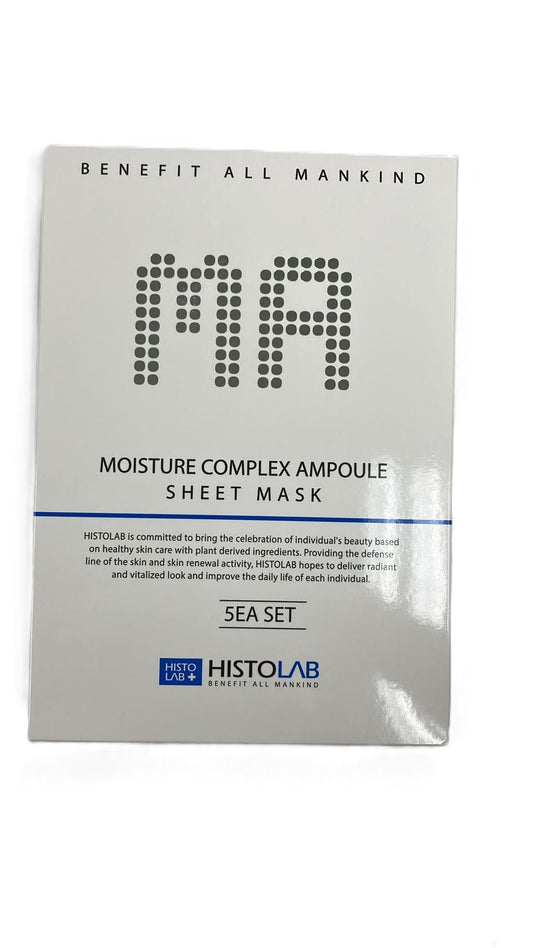 BENEFIT ALL MANKIND
MA
MOISTURE COMPLEX AMPOULE
SHEET MASK
HISTOLAB is committed to bring the celebration of individual's beauty based
on healthy skin care with plant derived ingredients. Providing the defense
line of the skin and skin renewal activity, HISTOLAB hopes to deliver radiant
and vitalized look and improve the daily life of each individual.
5EA SET
HISTO
LAB+
HISTOLAB
BENEFIT ALL MANKIND